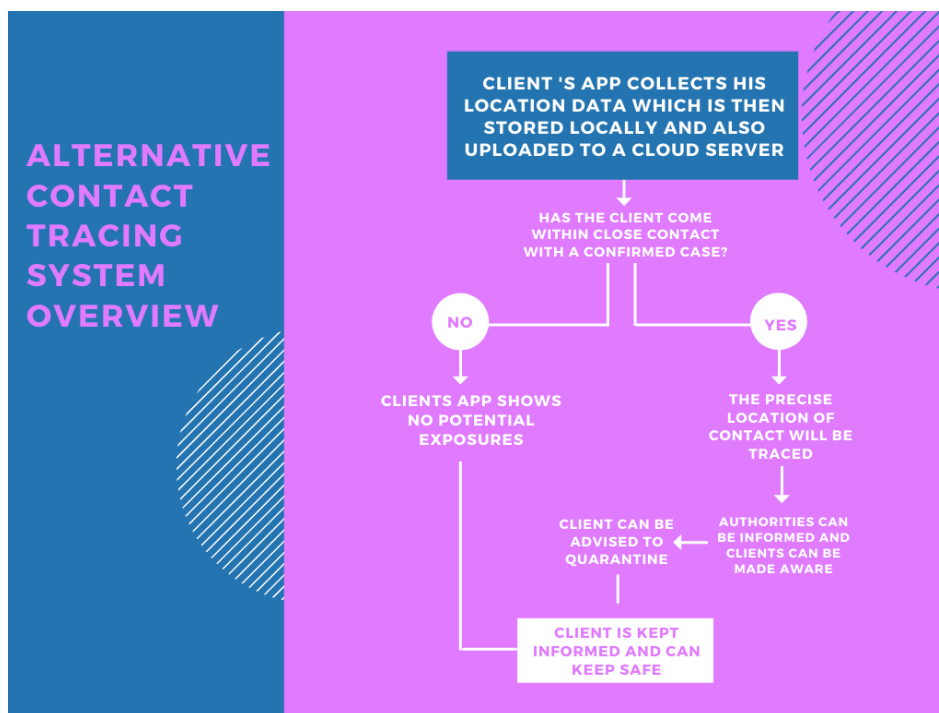 ALTERNATIVE
CONTACT
TRACING
SYSTEM
OVERVIEW
CLIENT 'S APP COLLECTS HIS
LOCATION DATA WHICH IS THEN
STORED LOCALLY AND ALSO
UPLOADED TO A CLOUD SERVER
HAS THE CLIENT COME
WITHIN CLOSE CONTACT
WITH A CONFIRMED CASE?
NO
YES
CLIENTS APP SHOWS
NO POTENTIAL
EXPOSURES
THE PRECISE
LOCATION OF
CONTACT WILL BE
TRACED
AUTHORITIES CAN
BE INFORMED AND
CLIENTS CAN BE
MADE AWARE
CLIENT CAN BE
ADVISED TO
QUARANTINE
CLIENT IS KEPT
INFORMED AND CAN
KEEP SAFE